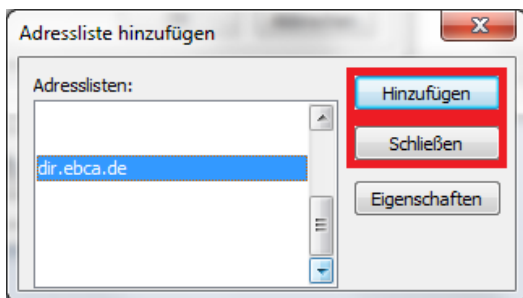 Adressliste hinzufügen
Adresslisten:
dir.ebca.de
Hinzufügen
Schließen
Eigenschaften